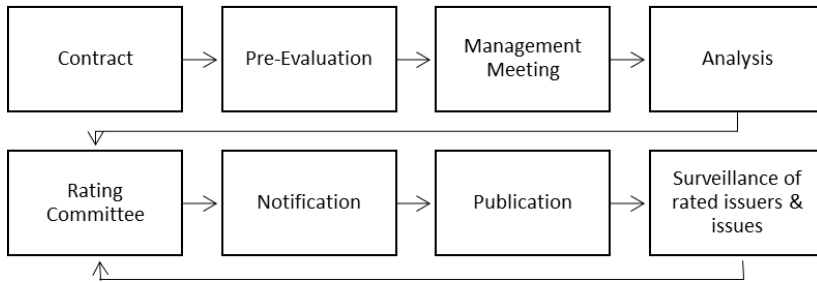 Contract
Pre-Evaluation
Management
Meeting
Analysis
Rating
Committee
Notification
Publication
Surveillance of
rated issuers &
issues